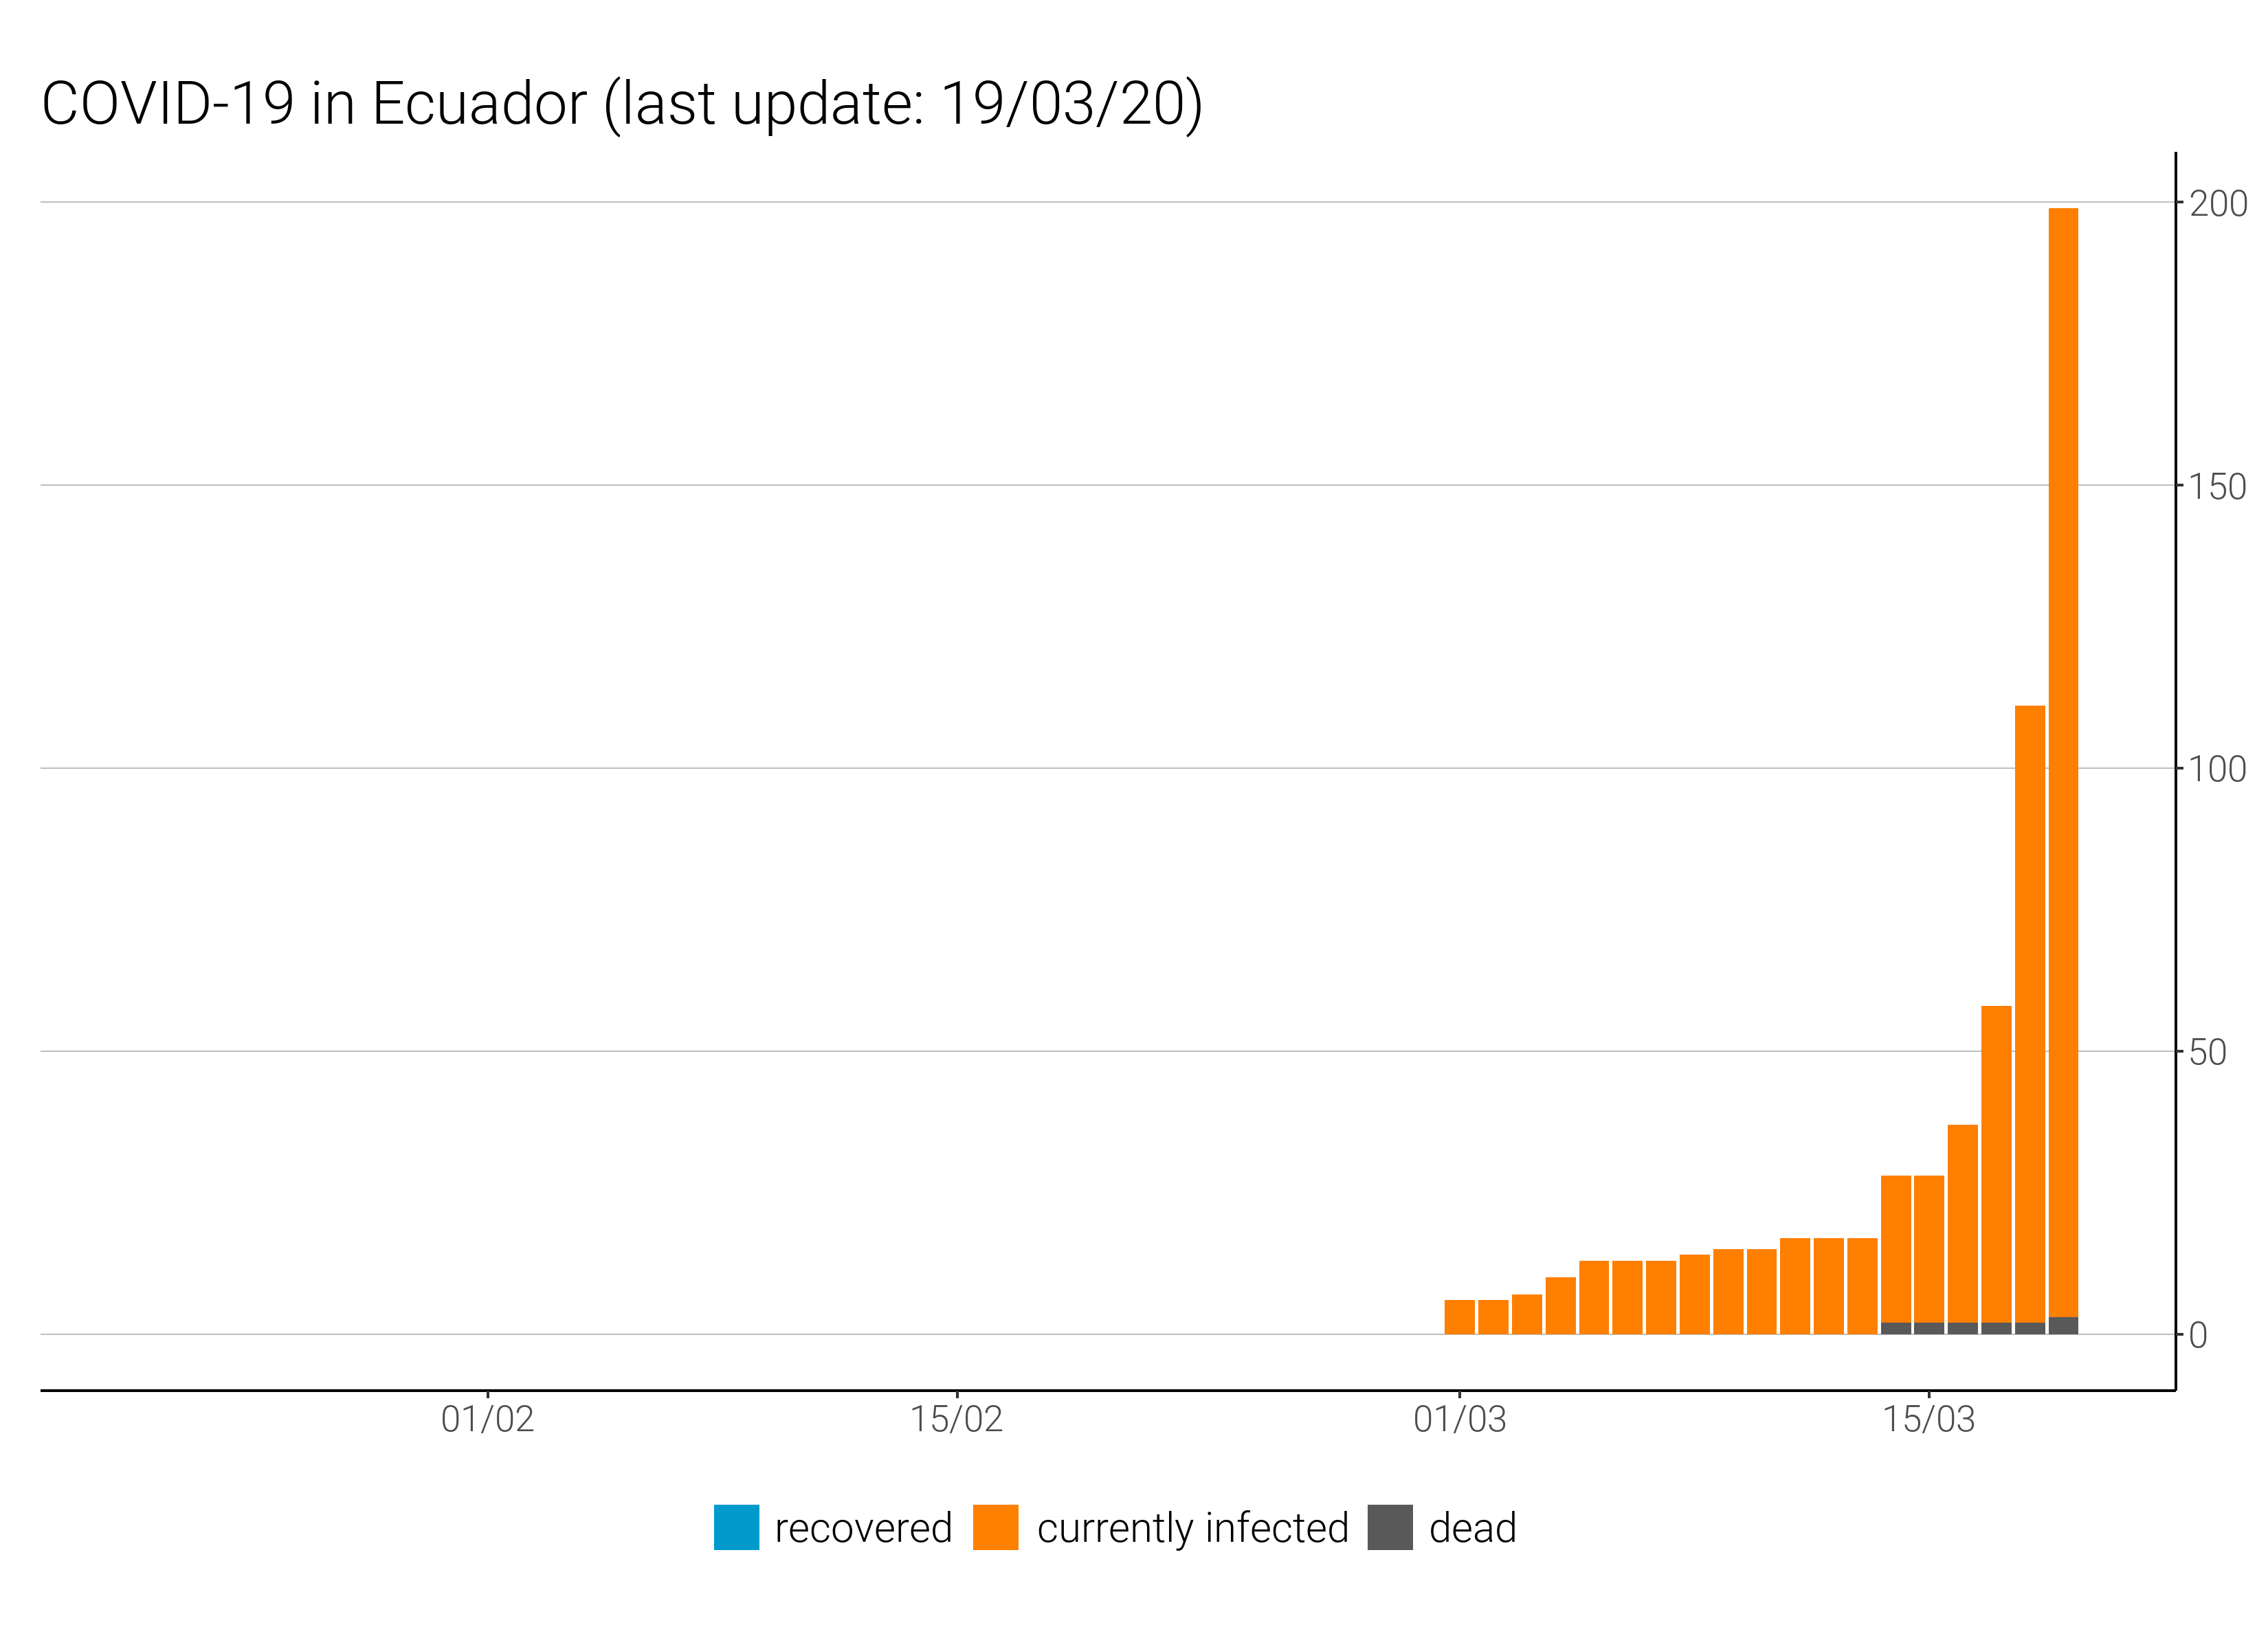 COVID-19 in Ecuador (last update: 19/03/20)
200
150
100
50
0
01/02 15/02 01/03 15/03
recovered currently infected dead